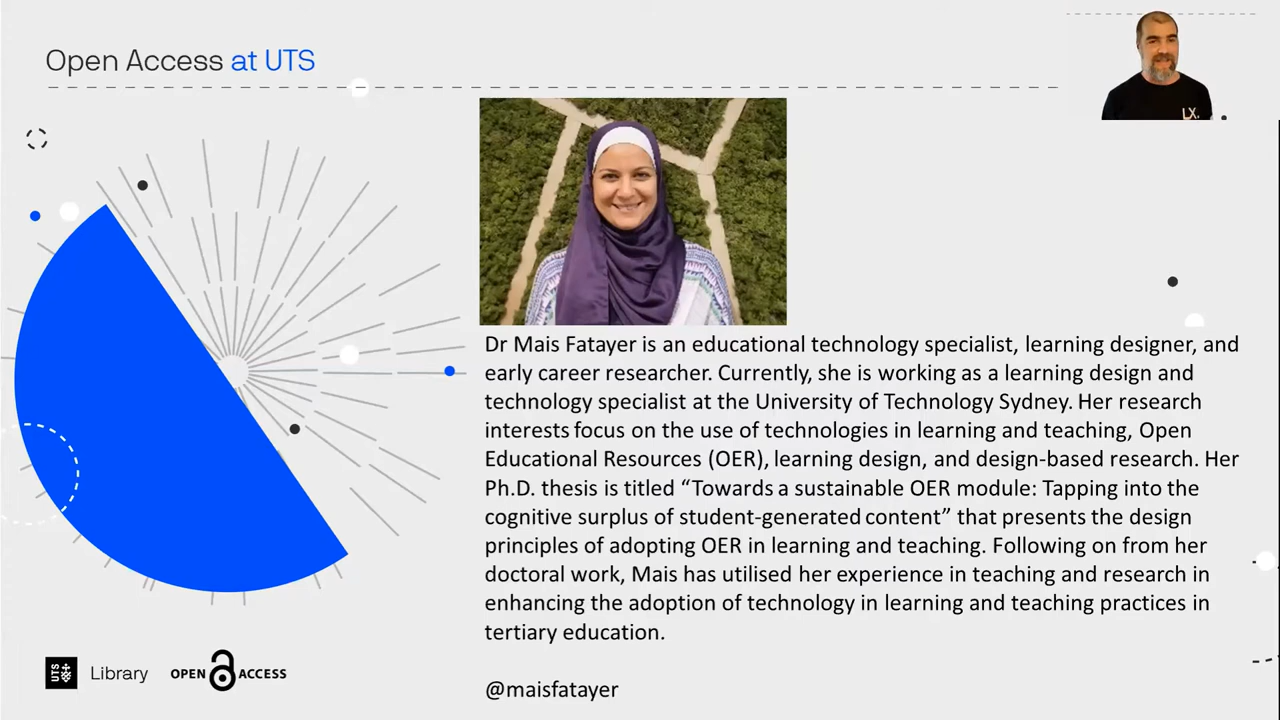 Open Access at UTS
LX.
Dr Mais Fatayer is an educational technology specialist, learning designer, and
early career researcher. Currently, she is working as a learning design and
technology specialist at the University of Technology Sydney. Her research
interests focus on the use of technologies in learning and teaching, Open
Educational Resources (OER), learning design, and design-based research. Her
Ph.D. thesis is titled “Towards a sustainable OER module: Tapping into the
cognitive surplus of student-generated content” that presents the design
principles of adopting OER in learning and teaching. Following on from her
doctoral work, Mais has utilised her experience in teaching and research in
enhancing the adoption of technology in learning and teaching practices in
tertiary education.
@maisfatayer
UTS Library OPEN ACCESS